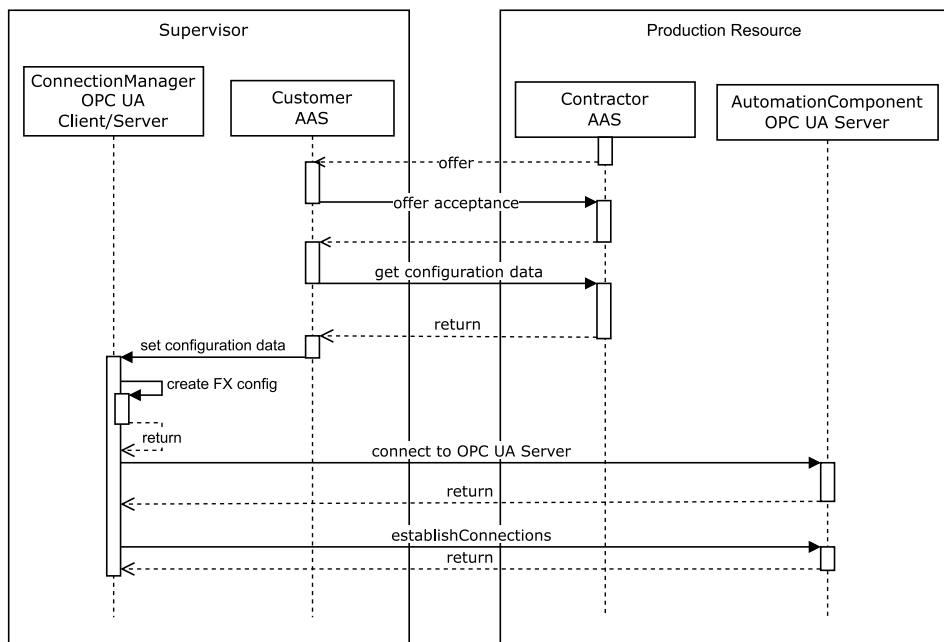 Supervisor
Production Resource
ConnectionManager
OPC UA
Client/Server
Customer
AAS
Contractor
AAS
AutomationComponent
OPC UA Server
offer
offer acceptance
get configuration data
return
set configuration data
create FX config
return
connect to OPC UA Server
return
establishConnections
return